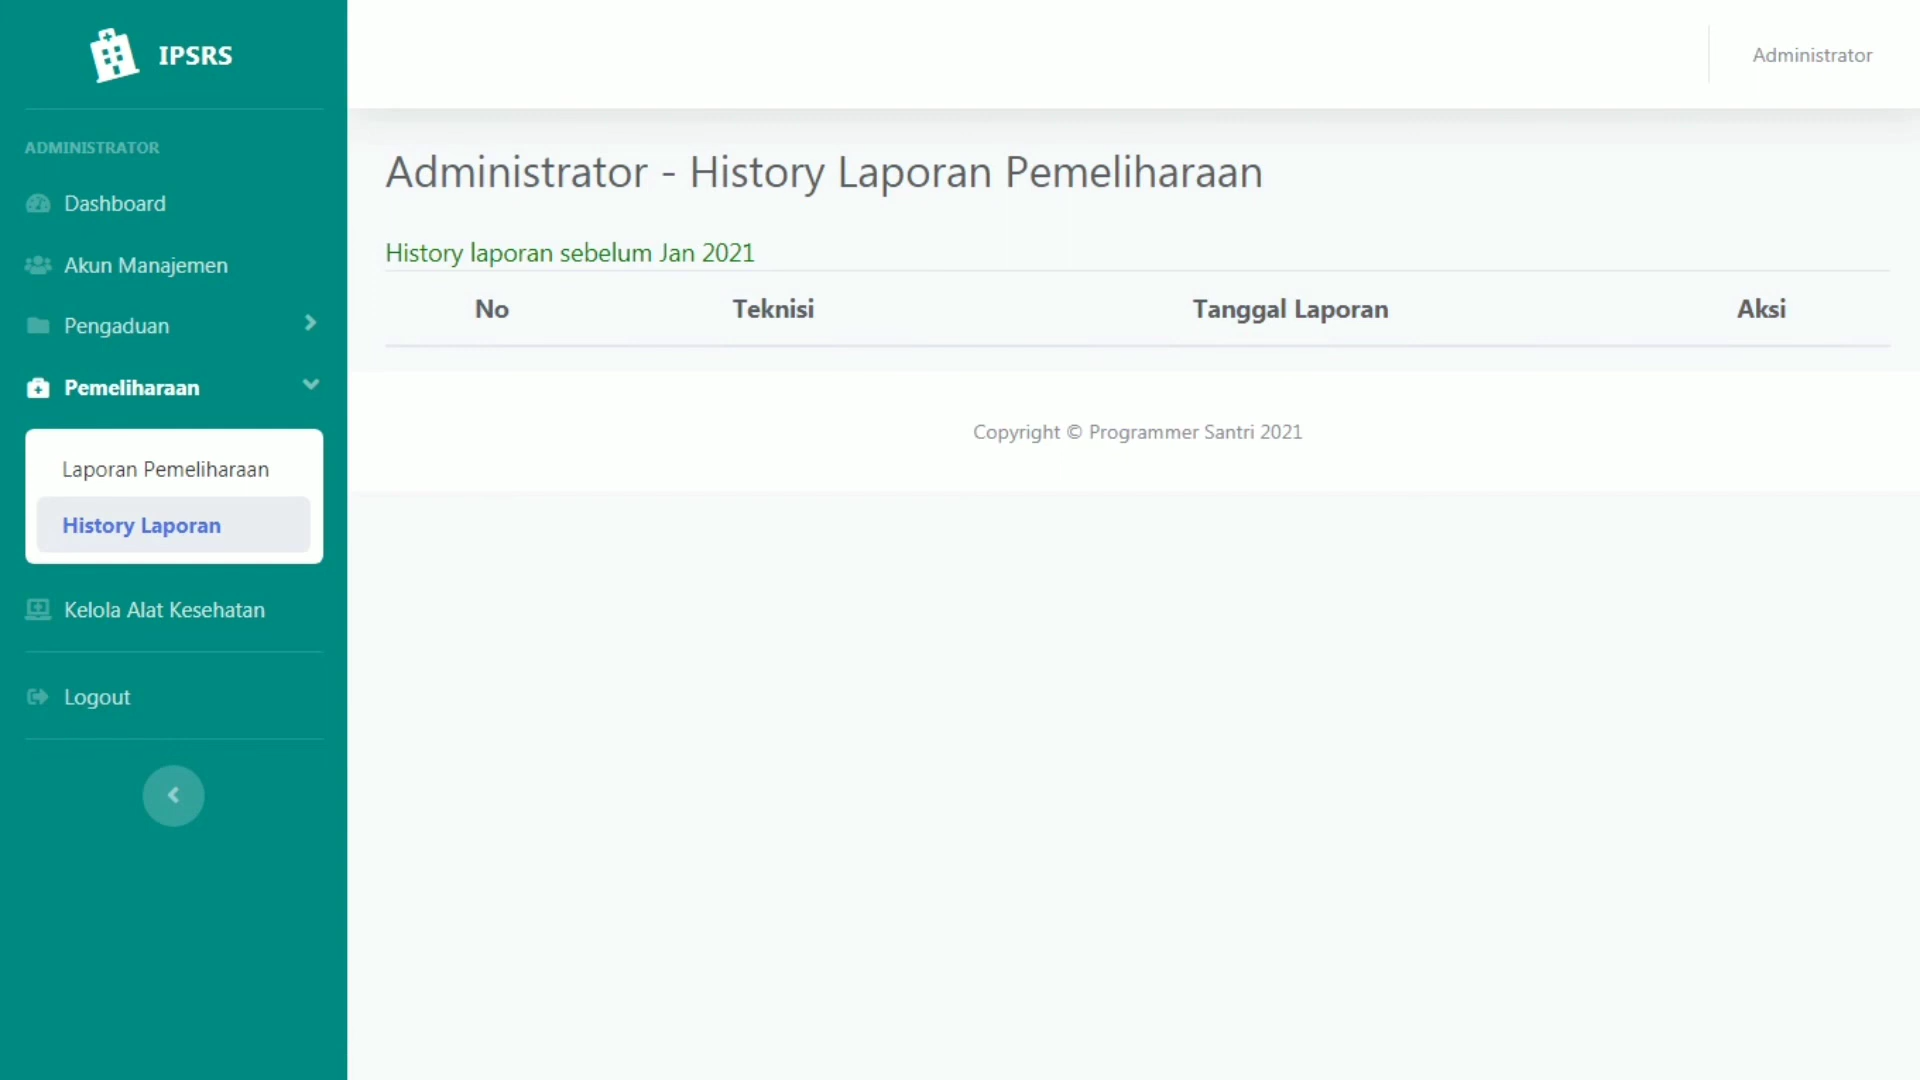 IPSRS
Administrator
ADMINISTRATOR
Dashboard
Akun Manajemen
Pengaduan
Pemeliharaan
Laporan Pemeliharaan
History Laporan
Kelola Alat Kesehatan
Logout
Administrator - History Laporan Pemeliharaan
History laporan sebelum Jan 2021
No Teknisi Tanggal Laporan Aksi
Copyright © Programmer Santri 2021